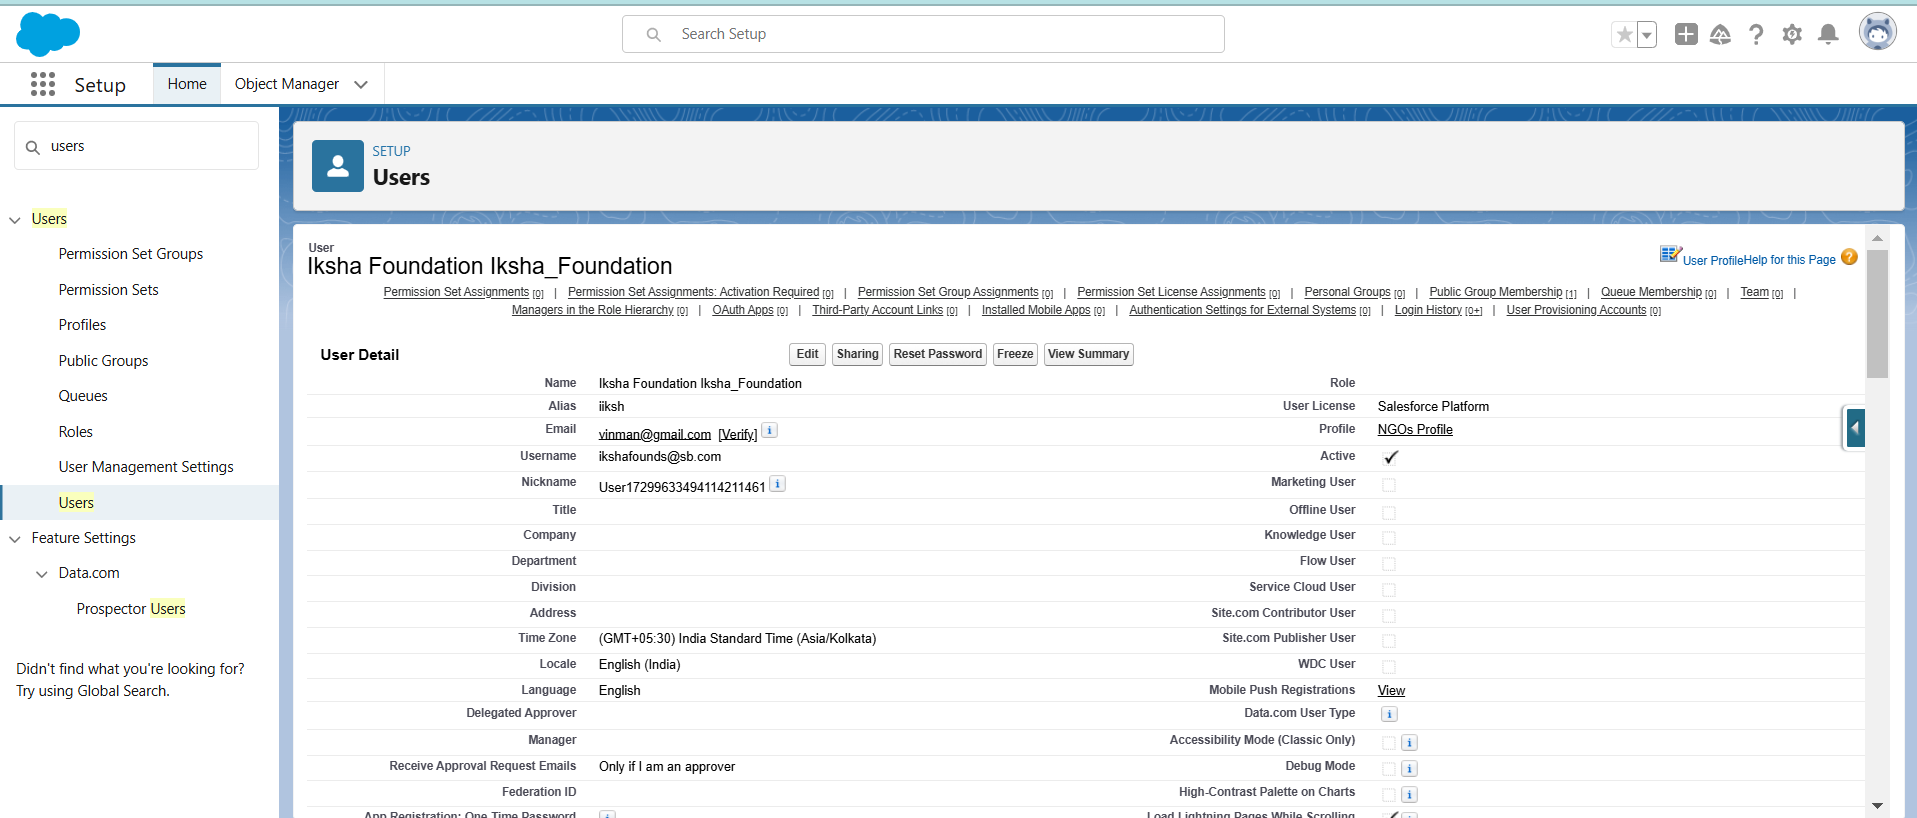 Search Setup
Setup
Home
Object Manager
users
Users
Permission Set Groups
Permission Sets
Profiles
Public Groups
Queues
Roles
User Management Settings
Users
Feature Settings
Data.com
Prospector Users
Didn't find what you're looking for?
Try using Global Search.
SETUP
Users
User
Iksha Foundation Iksha_Foundation
User Profile Help for this Page
Permission Set Assignments [0] | Permission Set Assignments: Activation Required [0] | Permission Set Group Assignments [0] | Permission Set License Assignments [0] | Personal Groups [0] | Public Group Membership [1] | Queue Membership [0] | Team [0] |
Managers in the Role Hierarchy [0] | OAuth Apps [0] | Third-Party Account Links [0] | Installed Mobile Apps [0] | Authentication Settings for External Systems [0] | Login History [0+] | User Provisioning Accounts [0]
User Detail
Edit Sharing Reset Password Freeze View Summary
Name Iksha Foundation Iksha_Foundation Role
Alias iiksh User License Salesforce Platform
Email vinman@gmail.com [Verify] i Profile NGOs Profile
Username ikshafounds@sb.com Active
Nickname User17299633494114211461 i Marketing User
Title Offline User
Company Knowledge User
Department Flow User
Division Service Cloud User
Address Site.com Contributor User
Time Zone (GMT+05:30) India Standard Time (Asia/Kolkata) Site.com Publisher User
Locale English (India) WDC User
Language English Mobile Push Registrations View
Delegated Approver Data.com User Type i
Manager Accessibility Mode (Classic Only) i
Receive Approval Request Emails Only if I am an approver Debug Mode i
Federation ID High-Contrast Palette on Charts i
App Registration: One-Time Password i Load Lightning Pages While Scrolling i